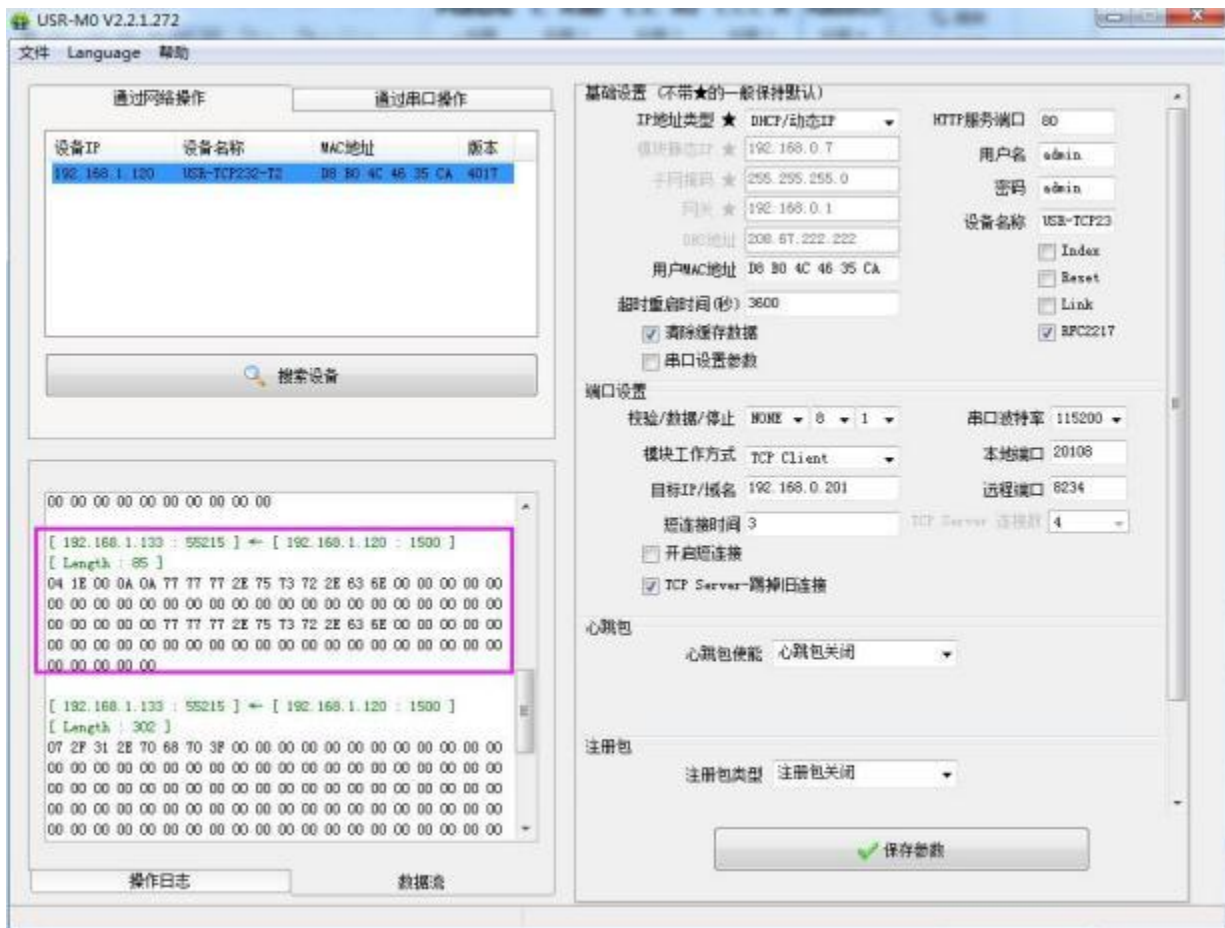 USR-M0 V2.2.1.272
文件 Language 帮助
通过网络操作 通过串口操作
设备IP 设备名称 MAC地址 版本
192.168.1.120 USR-TCP232-T2 D8 B0 4C 46 35 CA 4017
搜索设备
00 00 00 00 00 00 00 00 00 00
[ 192.168.1.133 : 55215 ] <- [ 192.168.1.120 : 1500 ]
[ Length : 85 ]
04 1E 00 0A 0A 77 77 77 2E 75 73 72 2E 63 6E 00 00 00 00 00
00 00 00 00 00 00 00 00 00 00 00 00 00 00 00 00 00 00 00 00
00 00 00 00 00 77 77 77 2E 75 73 72 2E 63 6E 00 00 00 00 00
00 00 00 00 00 00 00 00 00 00 00 00 00 00 00 00 00 00 00 00
00 00 00 00 00
[ 192.168.1.133 : 55215 ] <- [ 192.168.1.120 : 1500 ]
[ Length : 302 ]
07 2F 31 2E 70 68 70 3F 00 00 00 00 00 00 00 00 00 00 00 00
00 00 00 00 00 00 00 00 00 00 00 00 00 00 00 00 00 00 00 00
00 00 00 00 00 00 00 00 00 00 00 00 00 00 00 00 00 00 00 00
00 00 00 00 00 00 00 00 00 00 00 00 00 00 00 00 00 00 00 00
00 00 00 00 00 00 00 00 00 00 00 00 00 00 00 00 00 00 00 00
操作日志 数据流
基础设置 (不带★的一般保持默认)
IP地址类型 ★ DHCP/动态IP HTTP服务端口 80
模块静态IP ★ 192.168.0.7 用户名 admin
子网掩码 ★ 255.255.255.0 密码 admin
网关 ★ 192.168.0.1 设备名称 USR-TCP23
DNS地址 208.67.222.222 Index
用户MAC地址 D8 B0 4C 46 35 CA Reset
超时重启时间(秒) 3600 Link
清除缓存数据 RFC2217
串口设置参数
端口设置
校验/数据/停止 NONE 8 1 串口波特率 115200
模块工作方式 TCP Client 本地端口 20108
目标IP/域名 192.168.0.201 远程端口 8234
短连接时间 3 TCP Server 连接数 4
开启短连接
TCP Server-踢掉旧连接
心跳包
心跳包使能 心跳包关闭
注册包
注册包类型 注册包关闭
保存参数